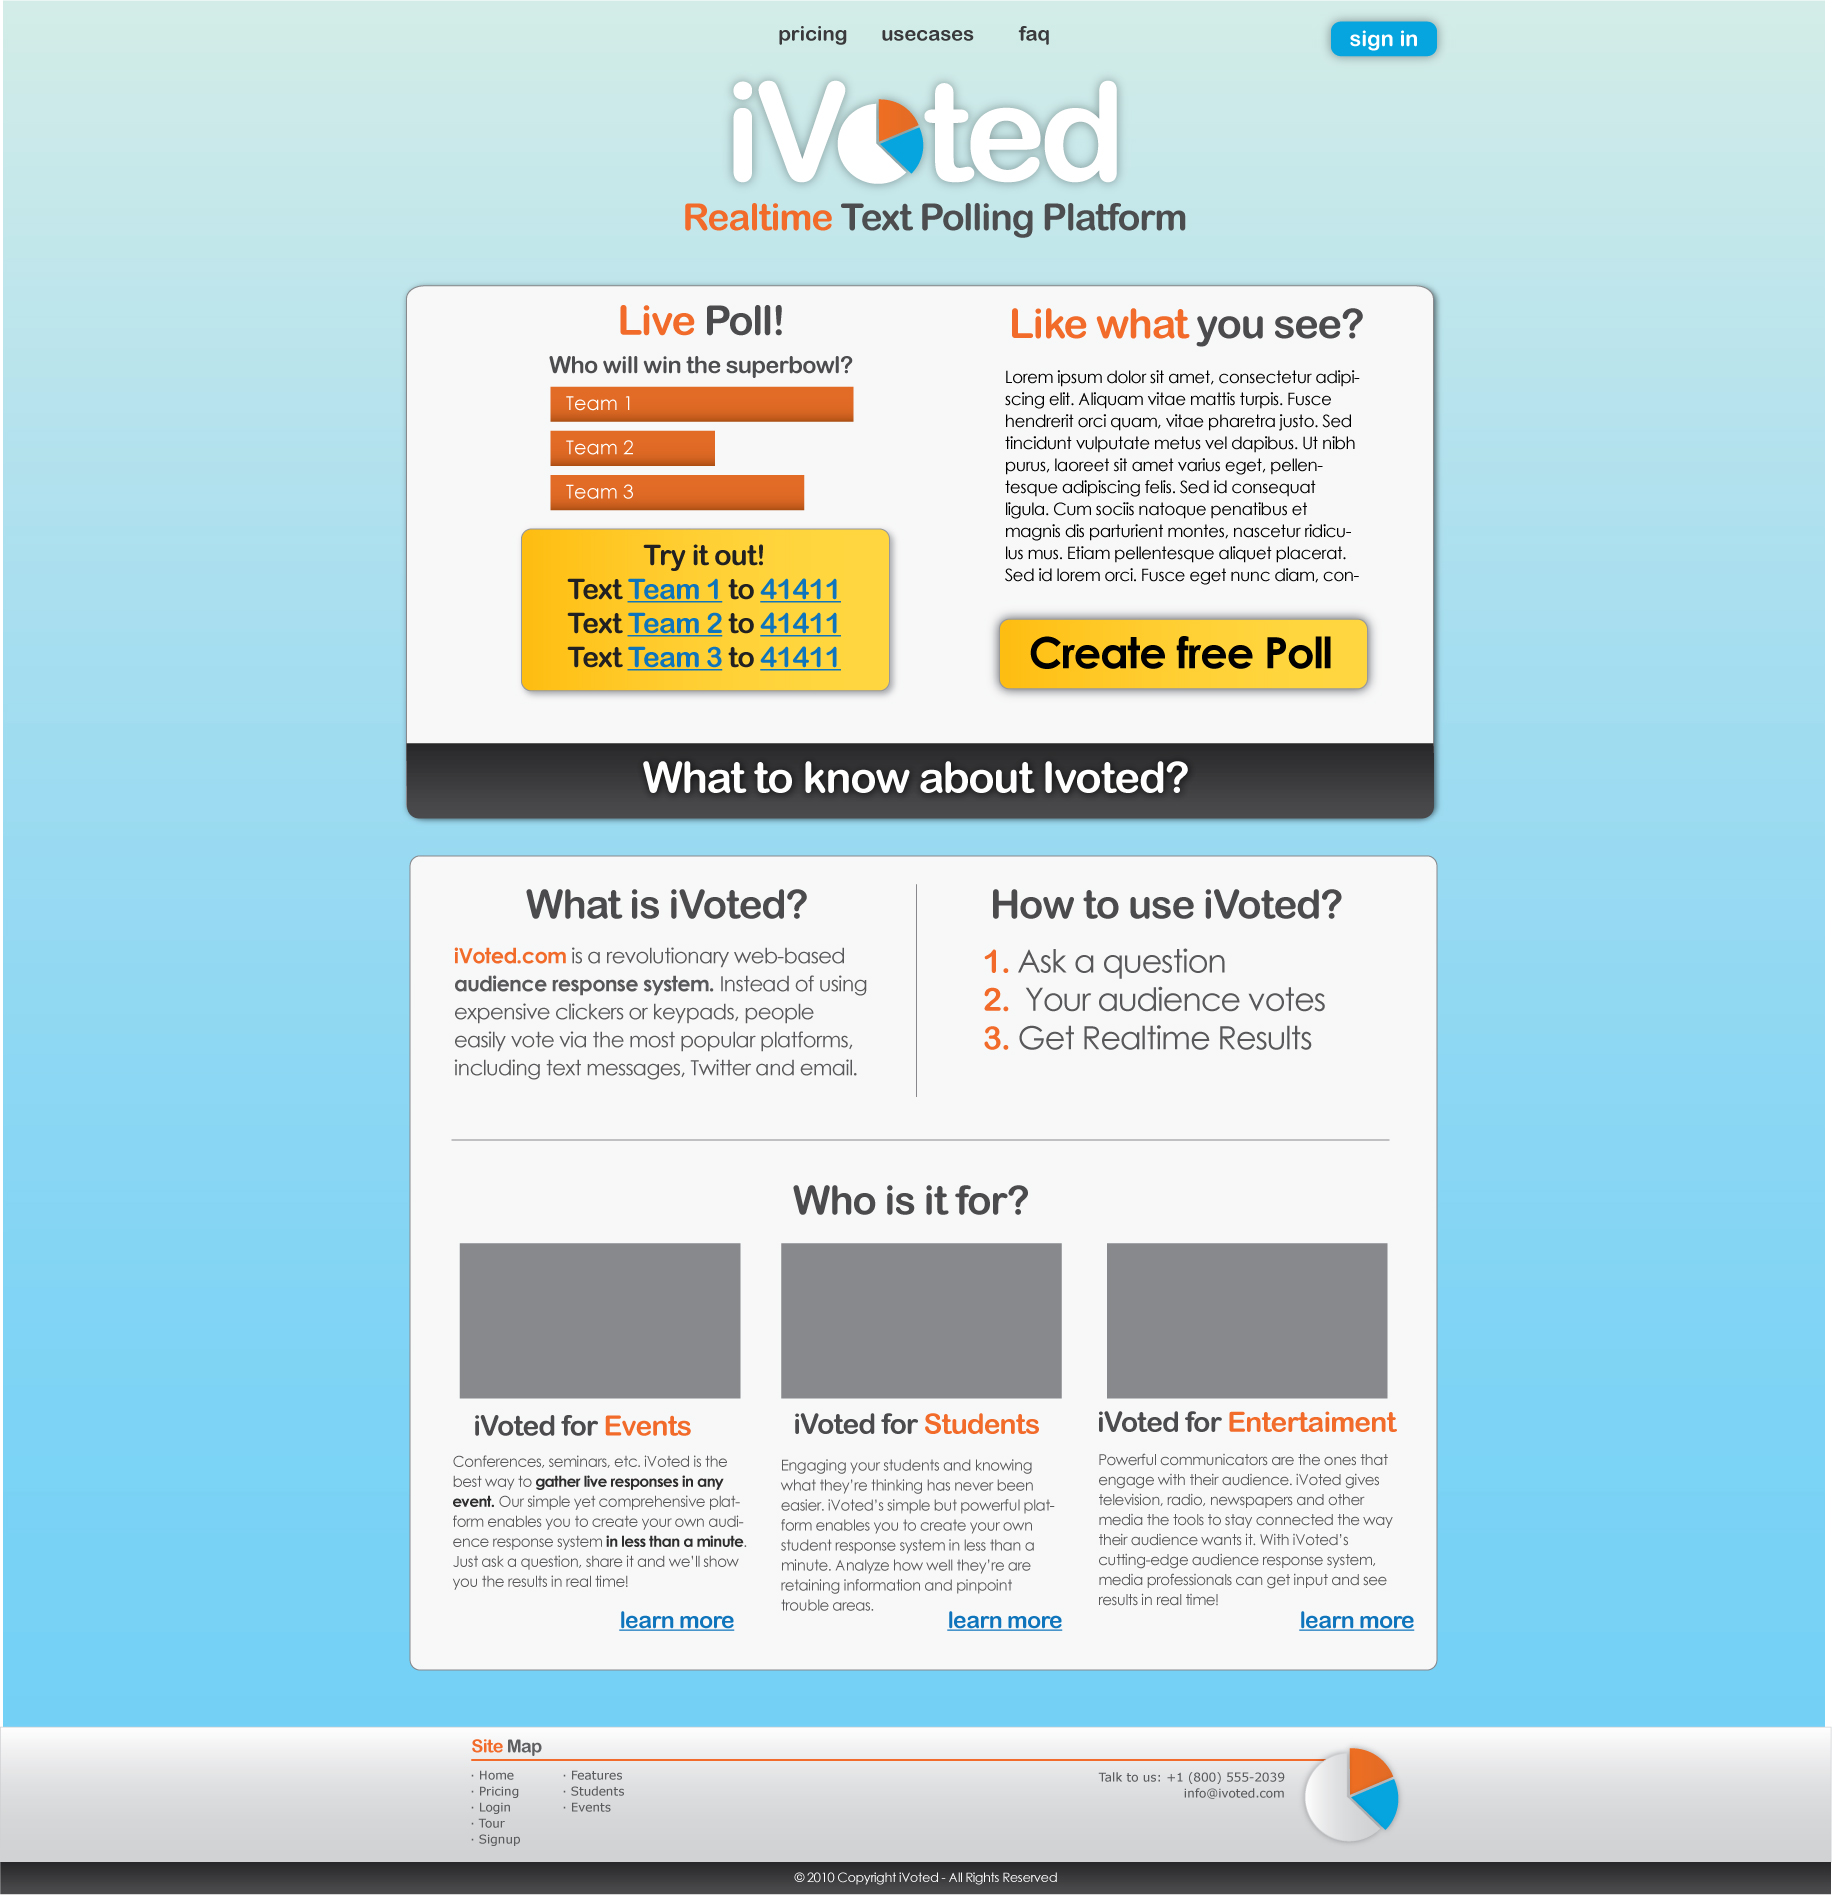 pricing usecases faq sign in
iVoted
Realtime Text Polling Platform
Live Poll!
Who will win the superbowl?
Team 1
Team 2
Team 3
Try it out!
Text Team 1 to 41411
Text Team 2 to 41411
Text Team 3 to 41411
Like what you see?
Lorem ipsum dolor sit amet, consectetur adipi-
scing elit. Aliquam vitae mattis turpis. Fusce
hendrerit orci quam, vitae pharetra justo. Sed
tincidunt vulputate metus vel dapibus. Ut nibh
purus, laoreet sit amet varius eget, pellen-
tesque adipiscing felis. Sed id consequat
ligula. Cum sociis natoque penatibus et
magnis dis parturient montes, nascetur ridicu-
lus mus. Etiam pellentesque aliquet placerat.
Sed id lorem orci. Fusce eget nunc diam, con-
Create free Poll
What to know about Ivoted?
What is iVoted?
iVoted.com is a revolutionary web-based
audience response system. Instead of using
expensive clickers or keypads, people
easily vote via the most popular platforms,
including text messages, Twitter and email.
How to use iVoted?
1. Ask a question
2. Your audience votes
3. Get Realtime Results
Who is it for?
iVoted for Events
Conferences, seminars, etc. iVoted is the
best way to gather live responses in any
event. Our simple yet comprehensive plat-
form enables you to create your own audi-
ence response system in less than a minute.
Just ask a question, share it and we'll show
you the results in real time!
learn more
iVoted for Students
Engaging your students and knowing
what they're thinking has never been
easier. iVoted's simple but powerful plat-
form enables you to create your own
student response system in less than a
minute. Analyze how well they're are
retaining information and pinpoint
trouble areas.
learn more
iVoted for Entertaiment
Powerful communicators are the ones that
engage with their audience. iVoted gives
television, radio, newspapers and other
media the tools to stay connected the way
their audience wants it. With iVoted's
cutting-edge audience response system,
media professionals can get input and see
results in real time!
learn more
Site Map
· Home
· Pricing
· Login
· Tour
· Signup
· Features
· Students
· Events
Talk to us: +1 (800) 555-2039
info@ivoted.com
© 2010 Copyright iVoted - All Rights Reserved